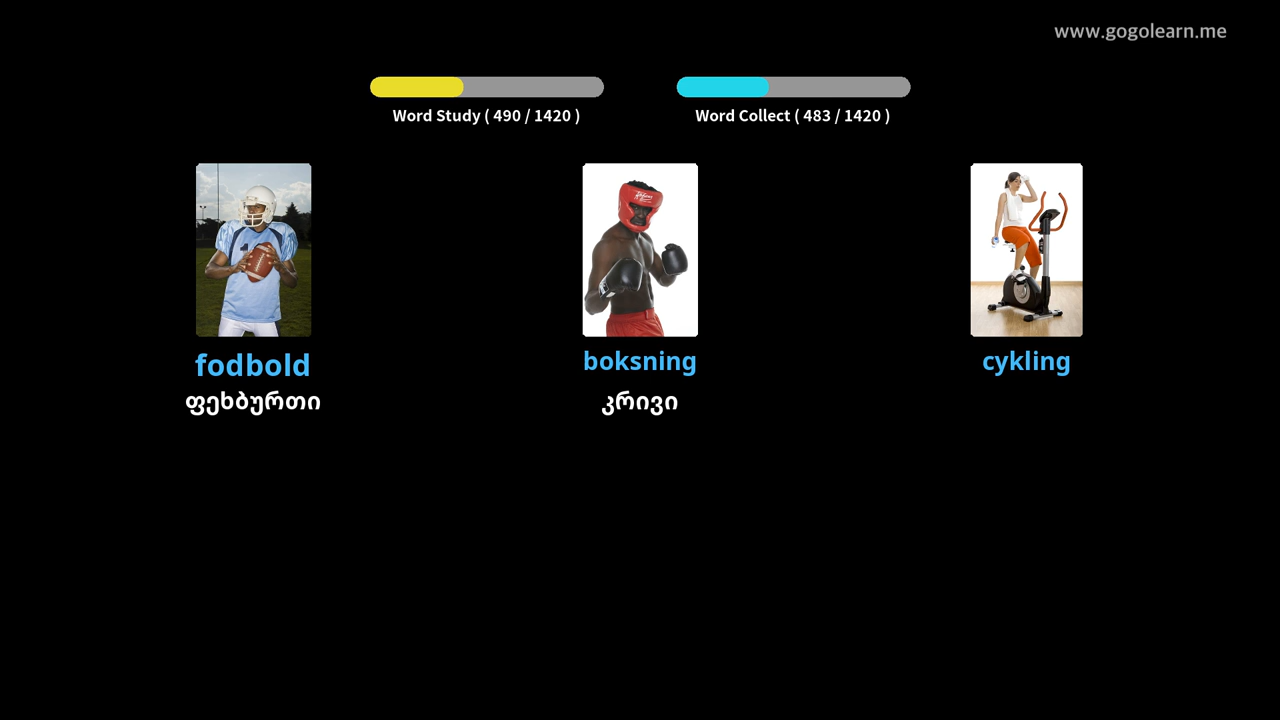 www.gogolearn.me
Word Study ( 490 / 1420 )
Word Collect ( 483 / 1420 )
fodbold
boksning
cykling
ფეხბურთი
კრივი